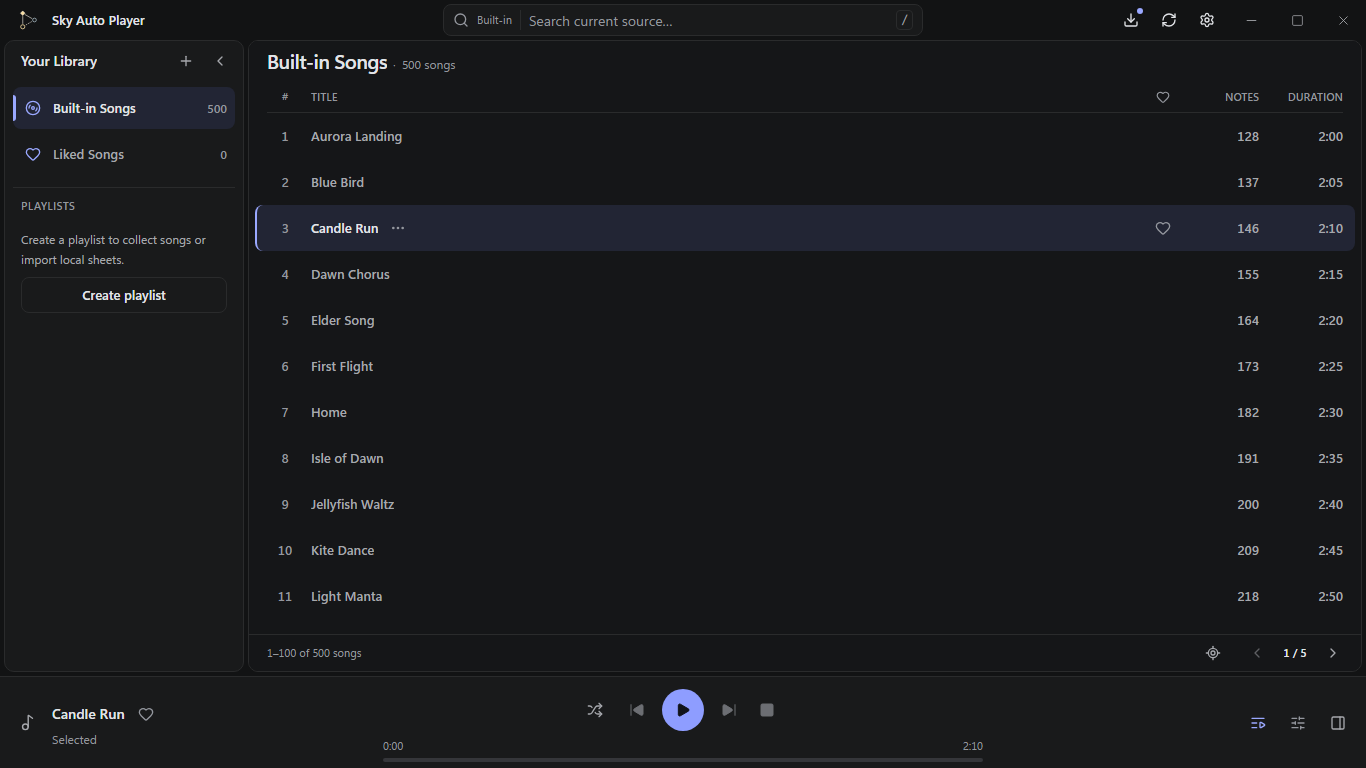 Sky Auto Player
Built-in
Search current source...
/
Your Library
Built-in Songs 500
Liked Songs 0
PLAYLISTS
Create a playlist to collect songs or
import local sheets.
Create playlist
Built-in Songs · 500 songs
# TITLE NOTES DURATION
1 Aurora Landing 128 2:00
2 Blue Bird 137 2:05
3 Candle Run ... 146 2:10
4 Dawn Chorus 155 2:15
5 Elder Song 164 2:20
6 First Flight 173 2:25
7 Home 182 2:30
8 Isle of Dawn 191 2:35
9 Jellyfish Waltz 200 2:40
10 Kite Dance 209 2:45
11 Light Manta 218 2:50
1–100 of 500 songs 1 / 5
Candle Run
Selected
0:00 2:10